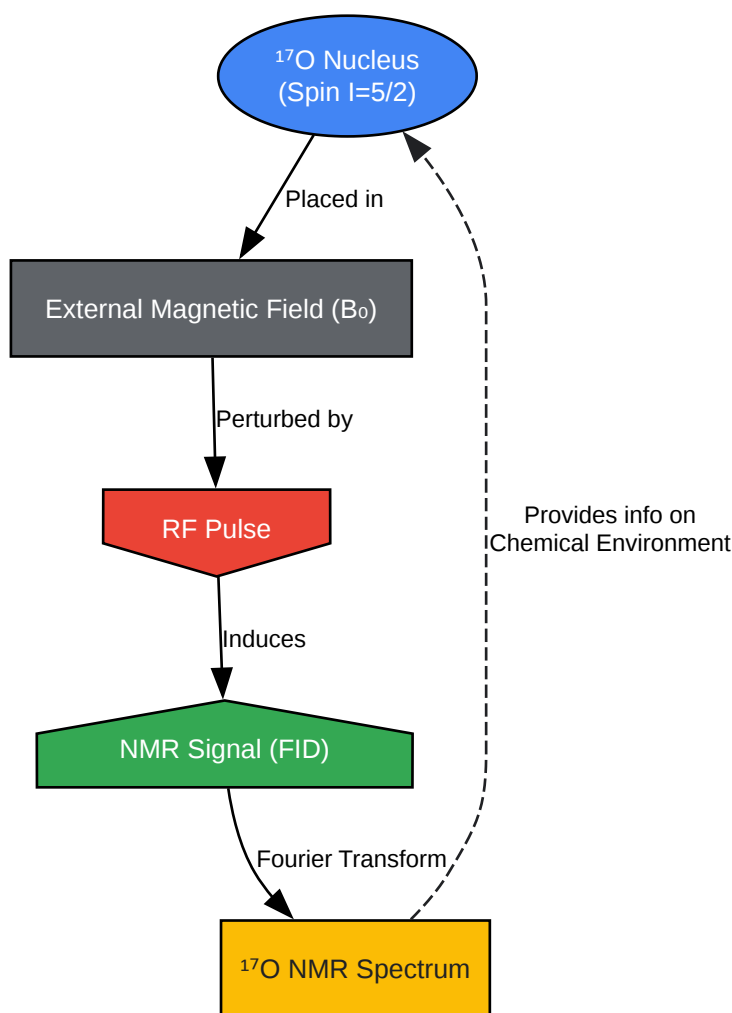 ¹⁷O Nucleus
(Spin I=5/2)
Placed in
External Magnetic Field (B₀)
Perturbed by
RF Pulse
Provides info on
Chemical Environment
Induces
NMR Signal (FID)
Fourier Transform
¹⁷O NMR Spectrum